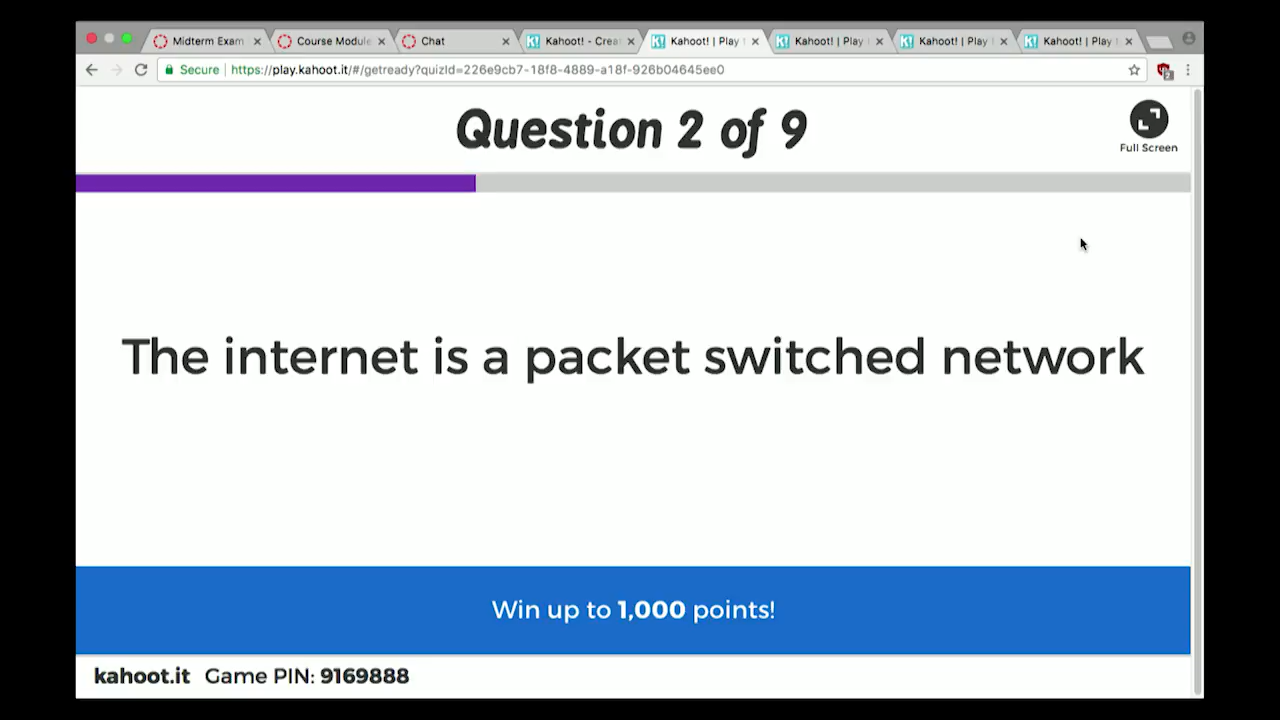 Midterm Exam
Course Module
Chat
Kahoot! - Crea
Kahoot! | Play t
Kahoot! | Play
Kahoot! | Play
Kahoot! | Play t
Secure
https://play.kahoot.it/#/getready?quizId=226e9cb7-18f8-4889-a18f-926b04645ee0
2
Question 2 of 9
Full Screen
The internet is a packet switched network
Win up to 1,000 points!
kahoot.it Game PIN: 9169888